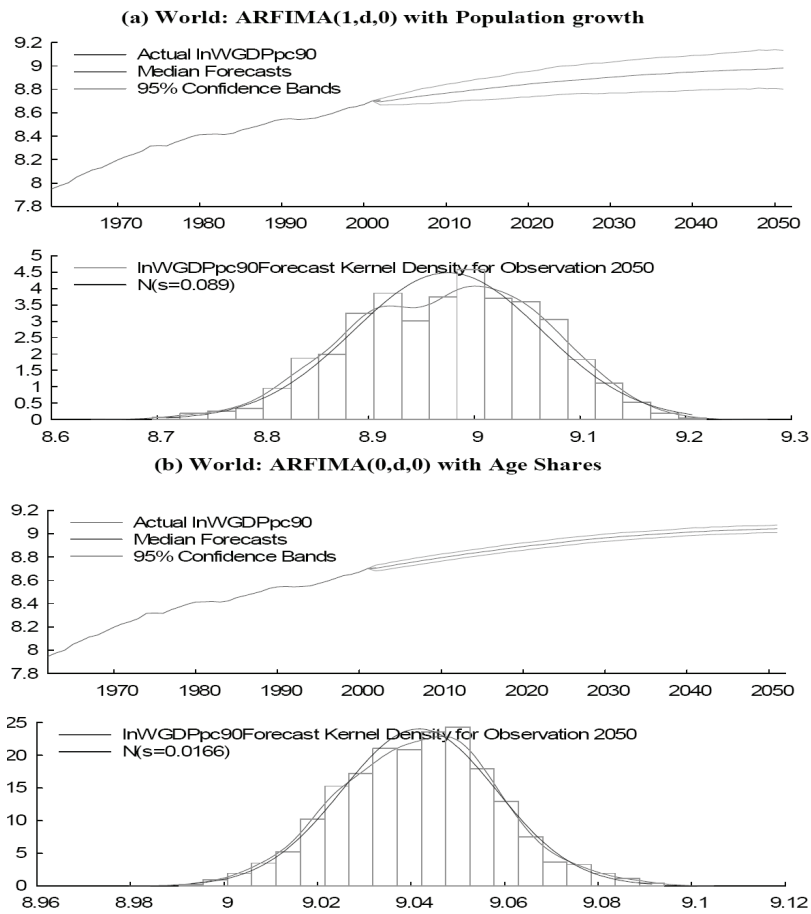 (a) World: ARFIMA(1,d,0) with Population growth
9.2
9
8.8
8.6
8.4
8.2
8
7.8
Actual lnWGDPpc90
Median Forecasts
95% Confidence Bands
1970 1980 1990 2000 2010 2020 2030 2040 2050
5
4.5
4
3.5
3
2.5
2
1.5
1
0.5
0
lnWGDPpc90Forecast Kernel Density for Observation 2050
N(s=0.089)
8.6 8.7 8.8 8.9 9 9.1 9.2 9.3
(b) World: ARFIMA(0,d,0) with Age Shares
9.2
9
8.8
8.6
8.4
8.2
8
7.8
Actual lnWGDPpc90
Median Forecasts
95% Confidence Bands
1970 1980 1990 2000 2010 2020 2030 2040 2050
25
20
15
10
5
0
lnWGDPpc90Forecast Kernel Density for Observation 2050
N(s=0.0166)
8.96 8.98 9 9.02 9.04 9.06 9.08 9.1 9.12